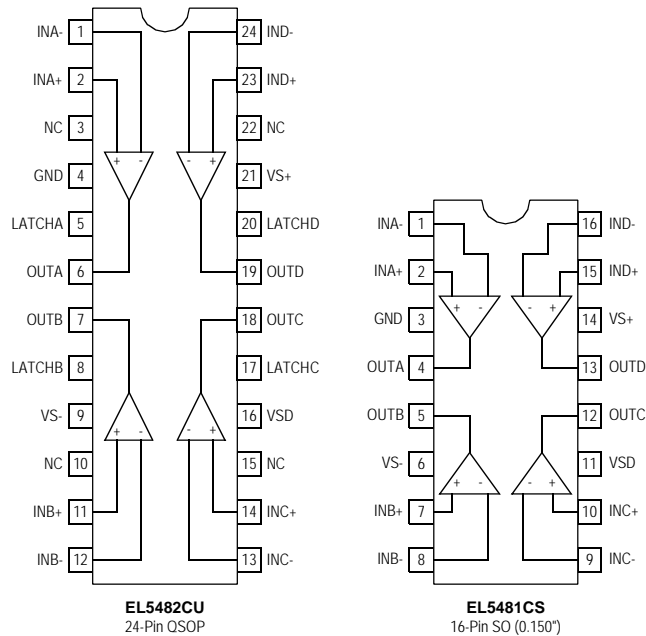 INA- 1 24 IND-
INA+ 2 23 IND+
NC 3 22 NC
+ - - +
GND 4 21 VS+
LATCHA 5 20 LATCHD
OUTA 6 19 OUTD
OUTB 7 18 OUTC
LATCHB 8 17 LATCHC
VS- 9 16 VSD
+ - - +
NC 10 15 NC
INB+ 11 14 INC+
INB- 12 13 INC-
EL5482CU
24-Pin QSOP
INA- 1 16 IND-
INA+ 2 15 IND+
+ - - +
GND 3 14 VS+
OUTA 4 13 OUTD
OUTB 5 12 OUTC
VS- 6 11 VSD
+ - - +
INB+ 7 10 INC+
INB- 8 9 INC-
EL5481CS
16-Pin SO (0.150")